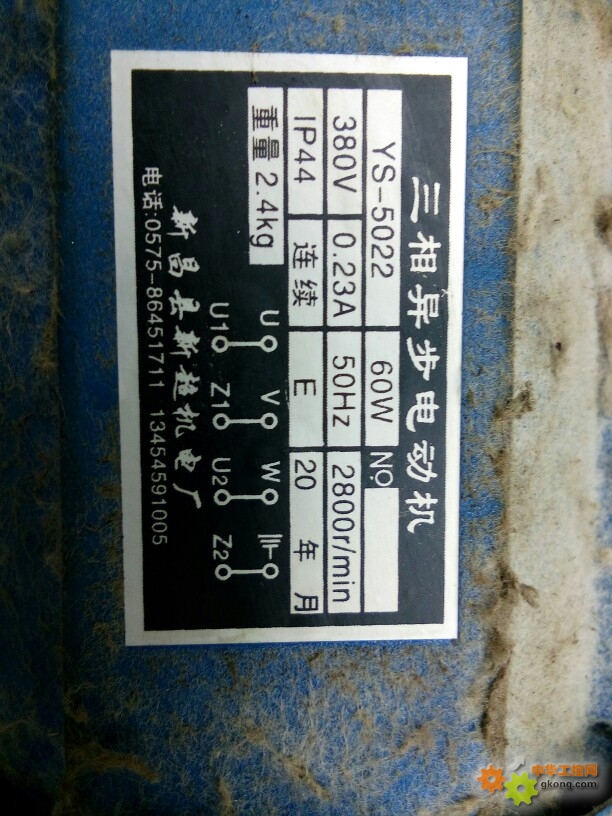 三相异步电动机
YS-5022 60W NO.
380V 0.23A 50Hz 2800r/min
IP44 连续 E 20 年 月
重量 2.4kg
U V W
U1 Z1 U2 Z2
新昌县新超机电厂
电话:0575-86451711 13454591005
中华工控网
gkong.com